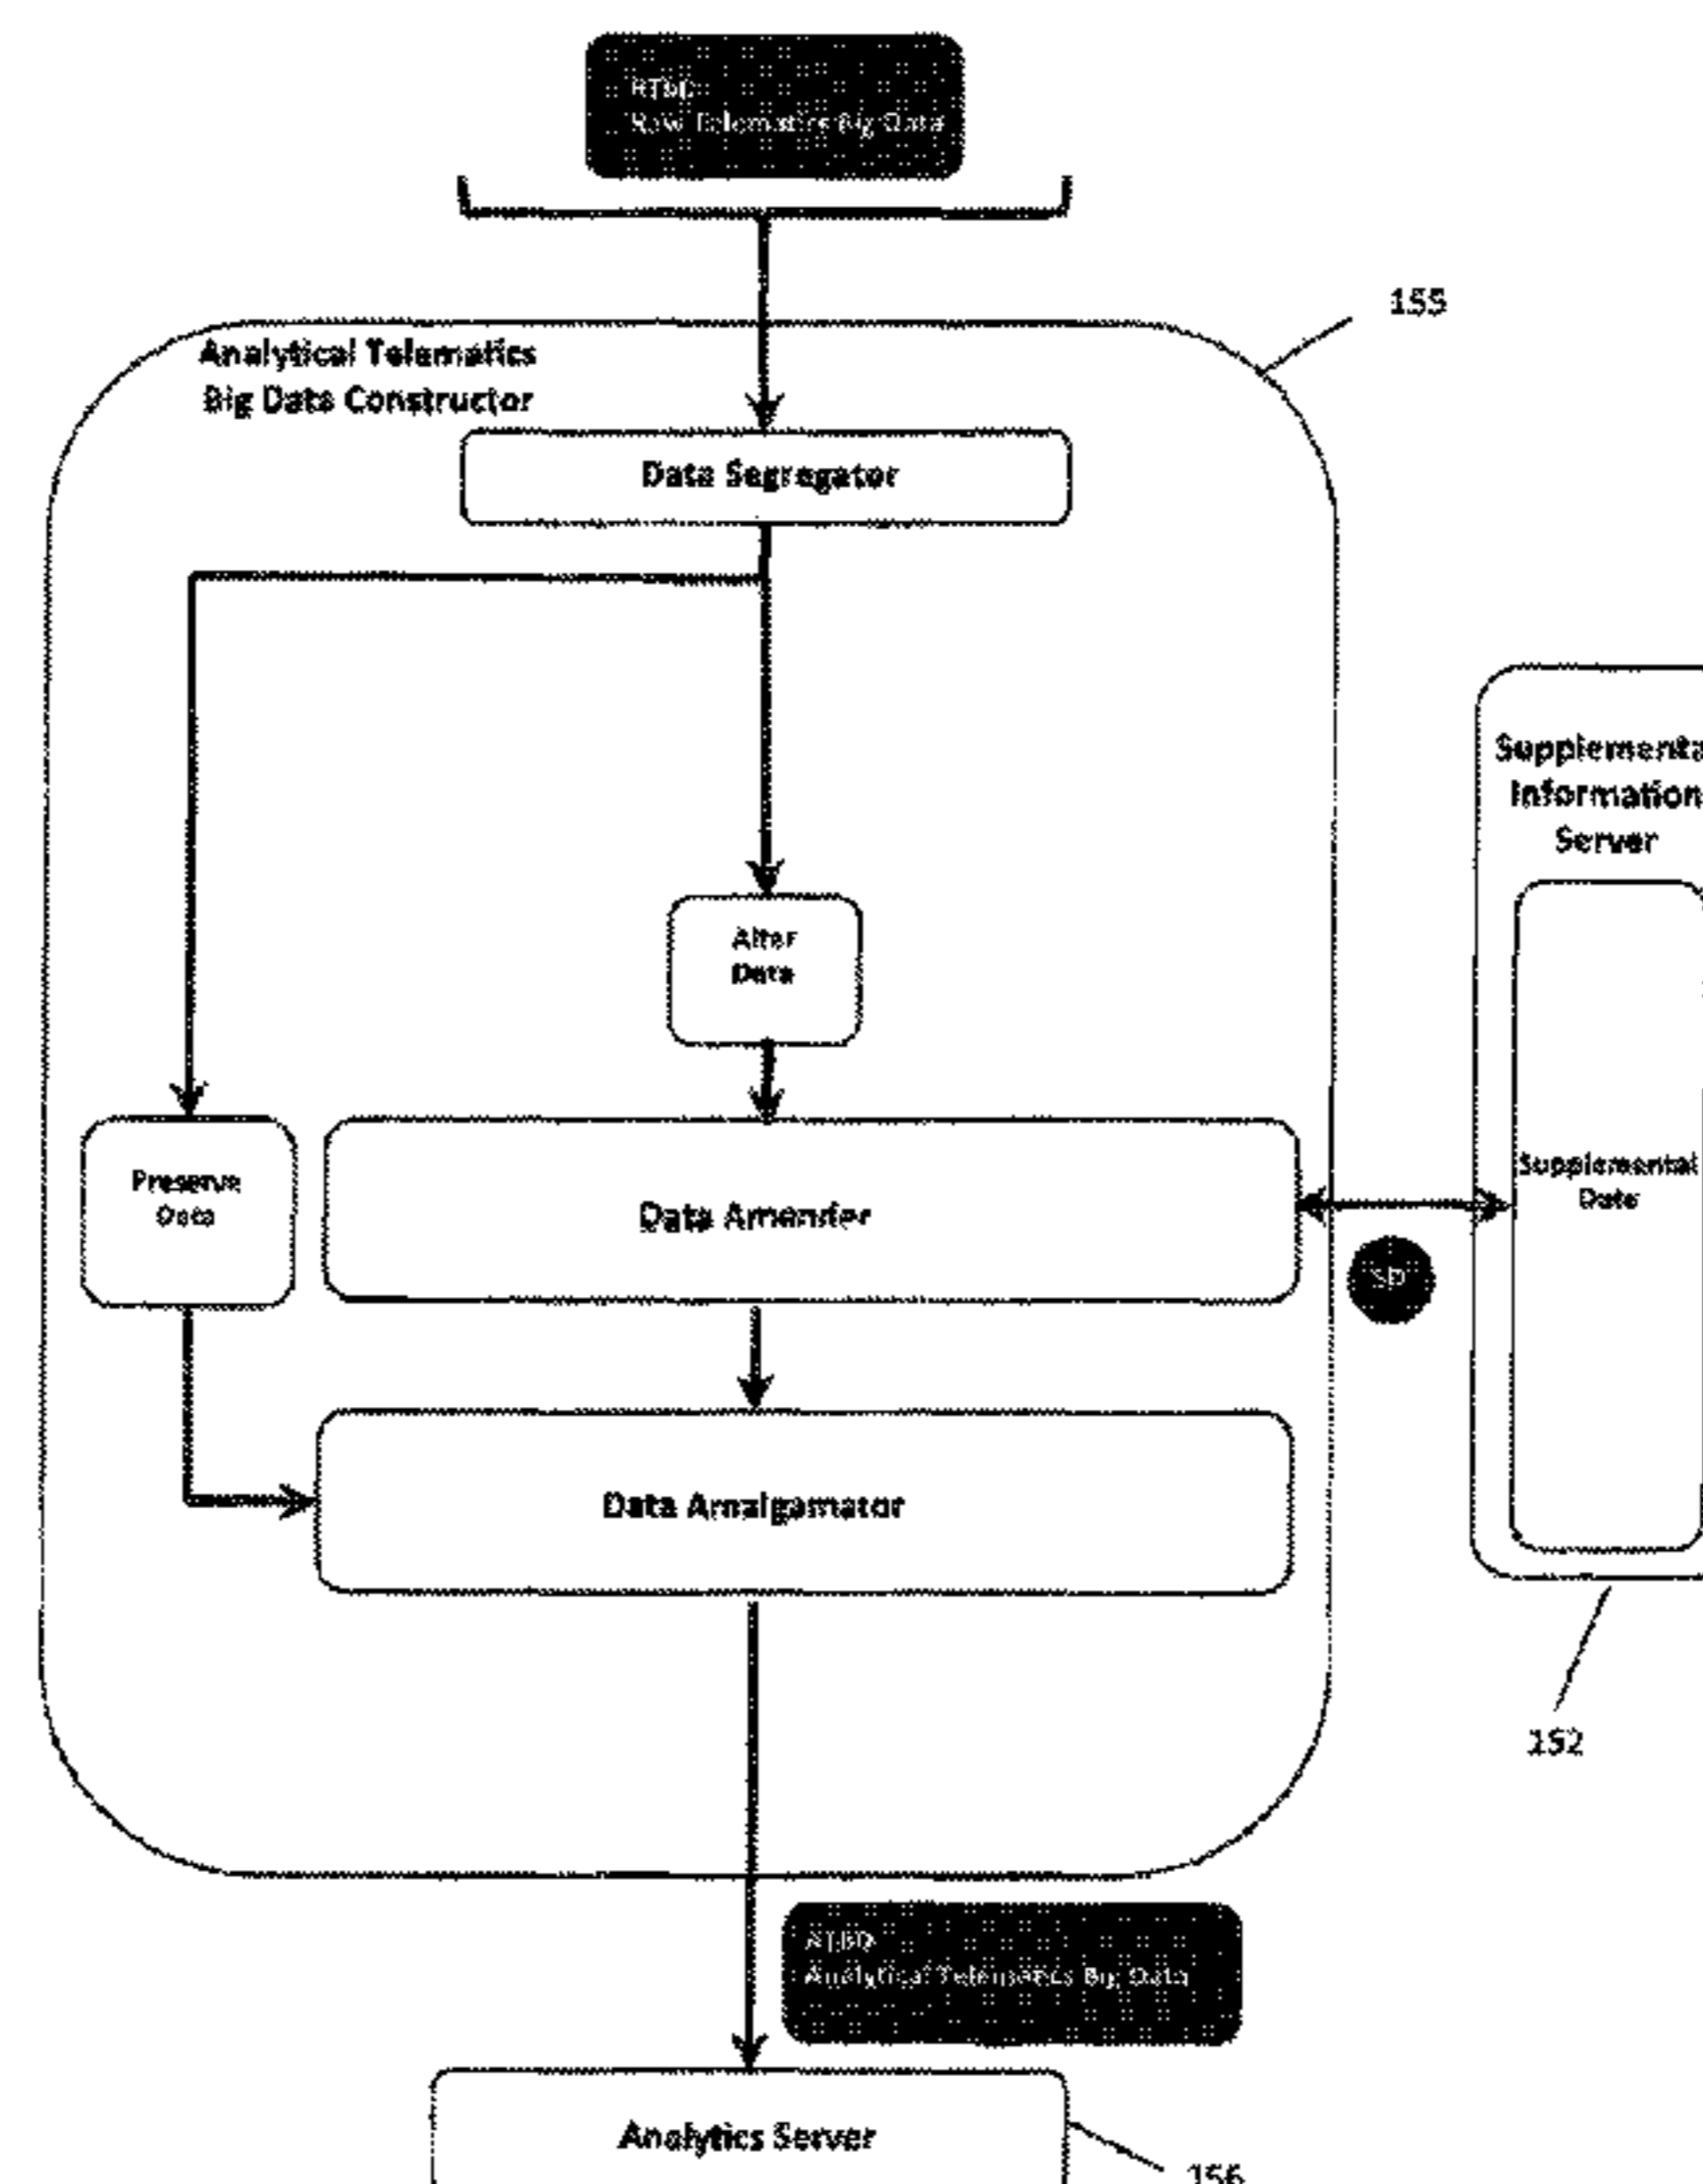 RTbD
Raw Telematics Big Data
155
Analytical Telematics
Big Data Constructor
Data Segregator
Supplementa
Information
Server
Alter
Data
Preserve
Data
Data Amender
Supplemental
Data
SD
Data Amalgamator
152
ATBD
Analytical Telematics Big Data
Analytics Server
156